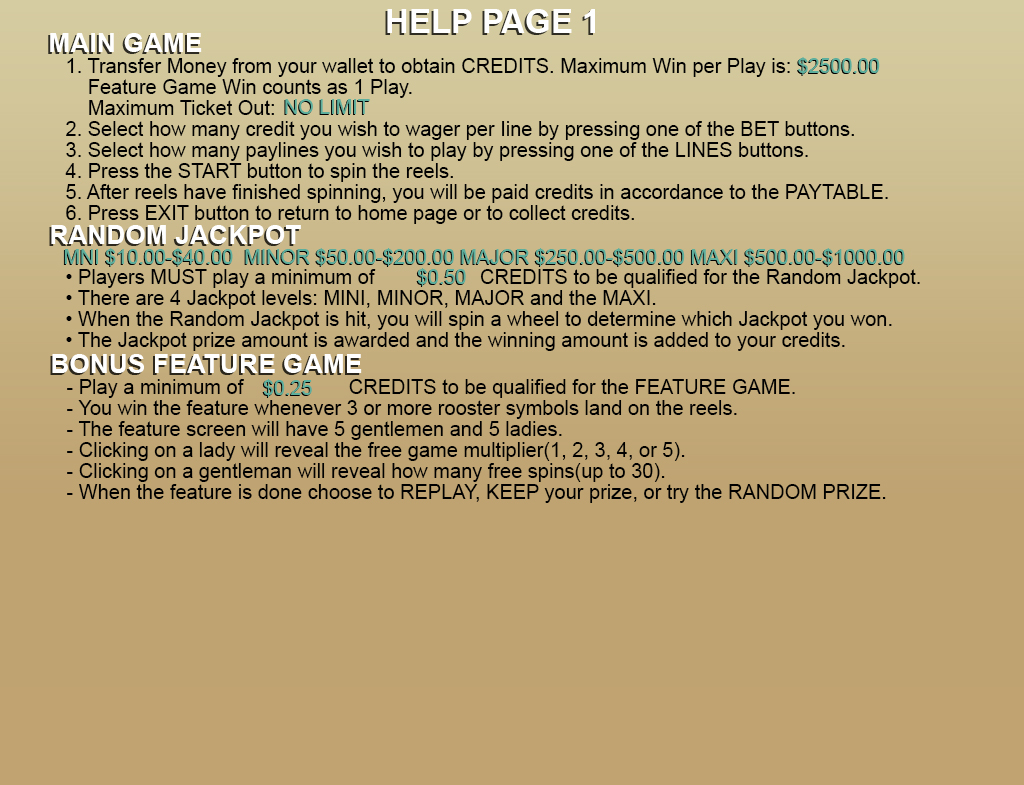 HELP PAGE 1
MAIN GAME
1. Transfer Money from your wallet to obtain CREDITS. Maximum Win per Play is: $2500.00
Feature Game Win counts as 1 Play.
Maximum Ticket Out: NO LIMIT
2. Select how many credit you wish to wager per line by pressing one of the BET buttons.
3. Select how many paylines you wish to play by pressing one of the LINES buttons.
4. Press the START button to spin the reels.
5. After reels have finished spinning, you will be paid credits in accordance to the PAYTABLE.
6. Press EXIT button to return to home page or to collect credits.
RANDOM JACKPOT
MNI $10.00-$40.00 MINOR $50.00-$200.00 MAJOR $250.00-$500.00 MAXI $500.00-$1000.00
• Players MUST play a minimum of $0.50 CREDITS to be qualified for the Random Jackpot.
• There are 4 Jackpot levels: MINI, MINOR, MAJOR and the MAXI.
• When the Random Jackpot is hit, you will spin a wheel to determine which Jackpot you won.
• The Jackpot prize amount is awarded and the winning amount is added to your credits.
BONUS FEATURE GAME
- Play a minimum of $0.25 CREDITS to be qualified for the FEATURE GAME.
- You win the feature whenever 3 or more rooster symbols land on the reels.
- The feature screen will have 5 gentlemen and 5 ladies.
- Clicking on a lady will reveal the free game multiplier(1, 2, 3, 4, or 5).
- Clicking on a gentleman will reveal how many free spins(up to 30).
- When the feature is done choose to REPLAY, KEEP your prize, or try the RANDOM PRIZE.